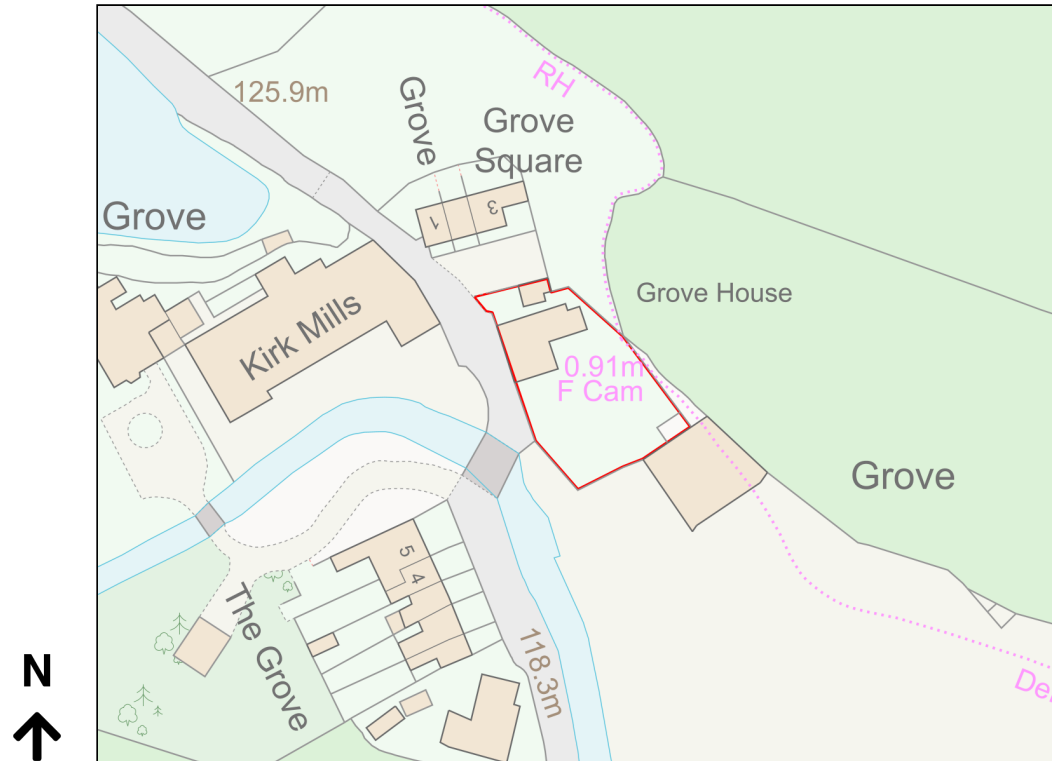 RH
125.9m
Grove
Grove
Square
Grove
1
3
Grove House
Kirk Mills
0.91m
F Cam
Grove
5
4
The Grove
118.3m
N
De